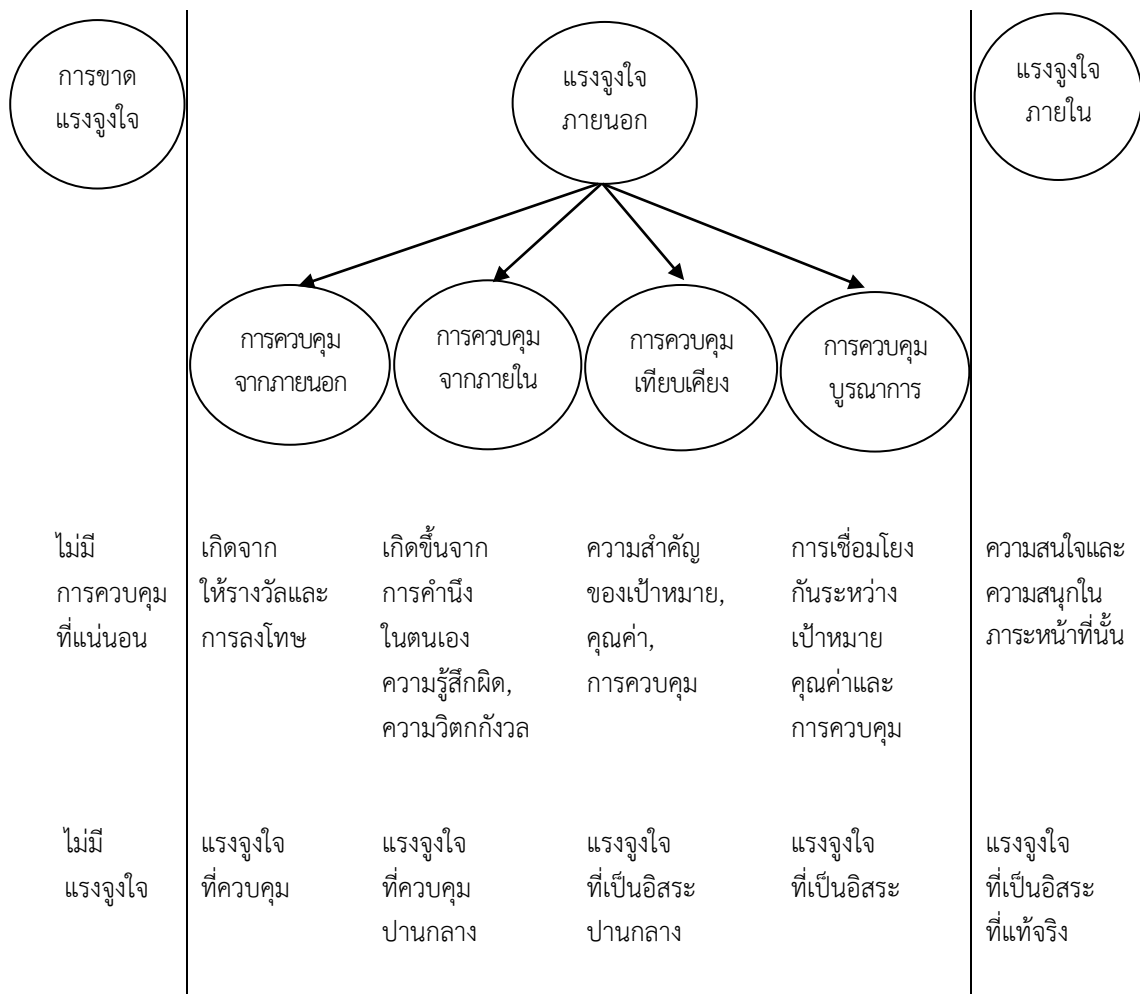 การขาด
แรงจูงใจ
แรงจูงใจ
ภายนอก
แรงจูงใจ
ภายใน
การควบคุม
จากภายนอก
การควบคุม
จากภายใน
การควบคุม
เทียบเคียง
การควบคุม
บูรณาการ
ไม่มี
การควบคุม
ที่แน่นอน
เกิดจาก
ให้รางวัลและ
การลงโทษ
เกิดขึ้นจาก
การคำนึง
ในตนเอง
ความรู้สึกผิด,
ความวิตกกังวล
ความสำคัญ
ของเป้าหมาย,
คุณค่า,
การควบคุม
การเชื่อมโยง
กันระหว่าง
เป้าหมาย
คุณค่าและ
การควบคุม
ความสนใจและ
ความสนุกใน
ภาระหน้าที่นั้น
ไม่มี
แรงจูงใจ
แรงจูงใจ
ที่ควบคุม
แรงจูงใจ
ที่ควบคุม
ปานกลาง
แรงจูงใจ
ที่เป็นอิสระ
ปานกลาง
แรงจูงใจ
ที่เป็นอิสระ
แรงจูงใจ
ที่เป็นอิสระ
ที่แท้จริง